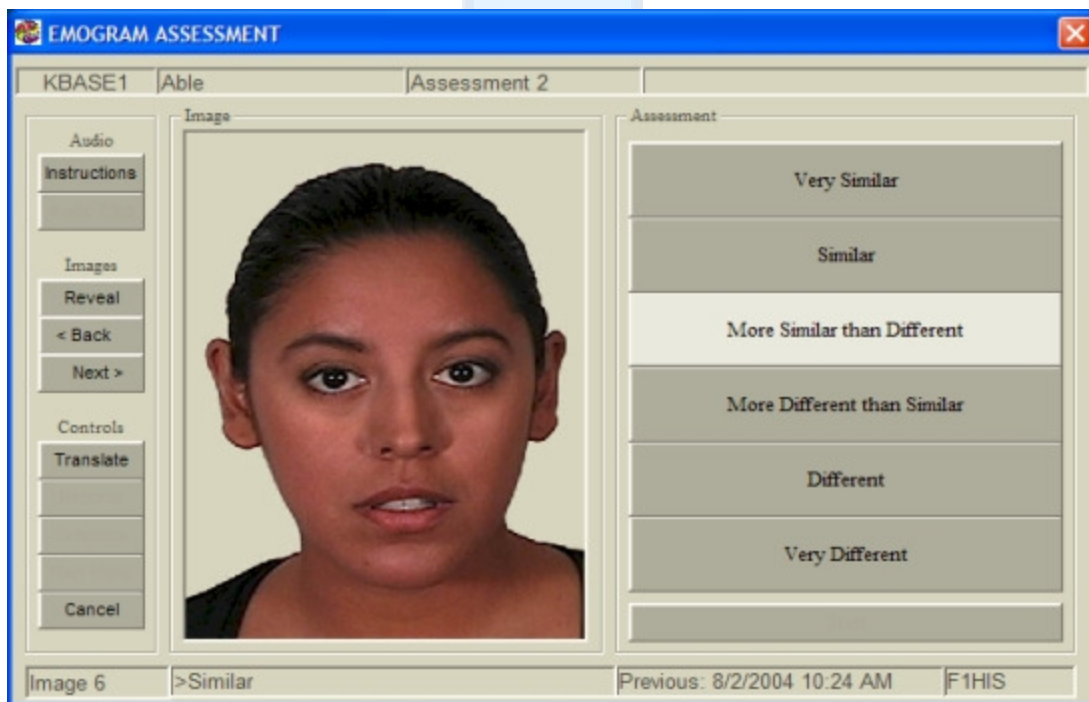 EMOGRAM ASSESSMENT
KBASE1 Able Assessment 2
Audio
Instructions
Images
Reveal
< Back
Next >
Controls
Translate
Cancel
Image
Assessment
Very Similar
Similar
More Similar than Different
More Different than Similar
Different
Very Different
Image 6 >Similar Previous: 8/2/2004 10:24 AM F1HIS